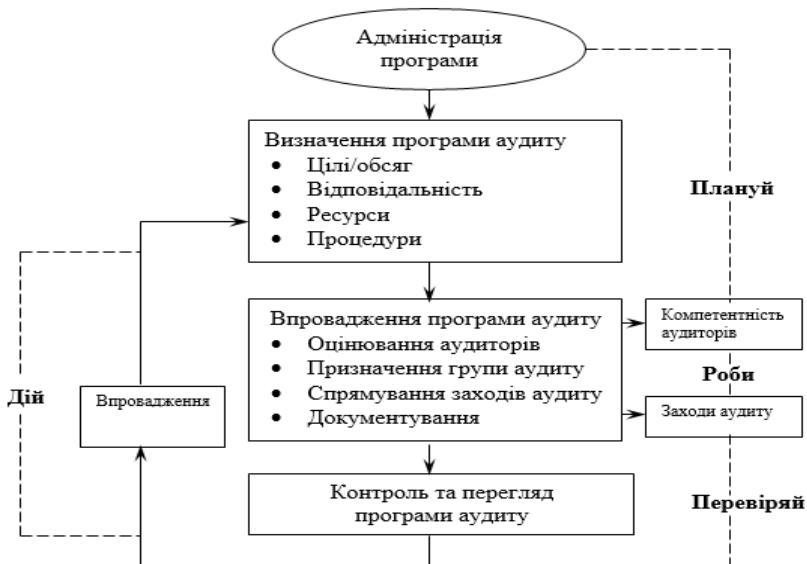 Адміністрація
програми
Визначення програми аудиту
• Цілі/обсяг
• Відповідальність
• Ресурси
• Процедури
Плануй
Впровадження програми аудиту
• Оцінювання аудиторів
• Призначення групи аудиту
• Спрямування заходів аудиту
• Документування
Компетентність
аудиторів
Роби
Заходи аудиту
Дій
Впровадження
Контроль та перегляд
програми аудиту
Перевіряй